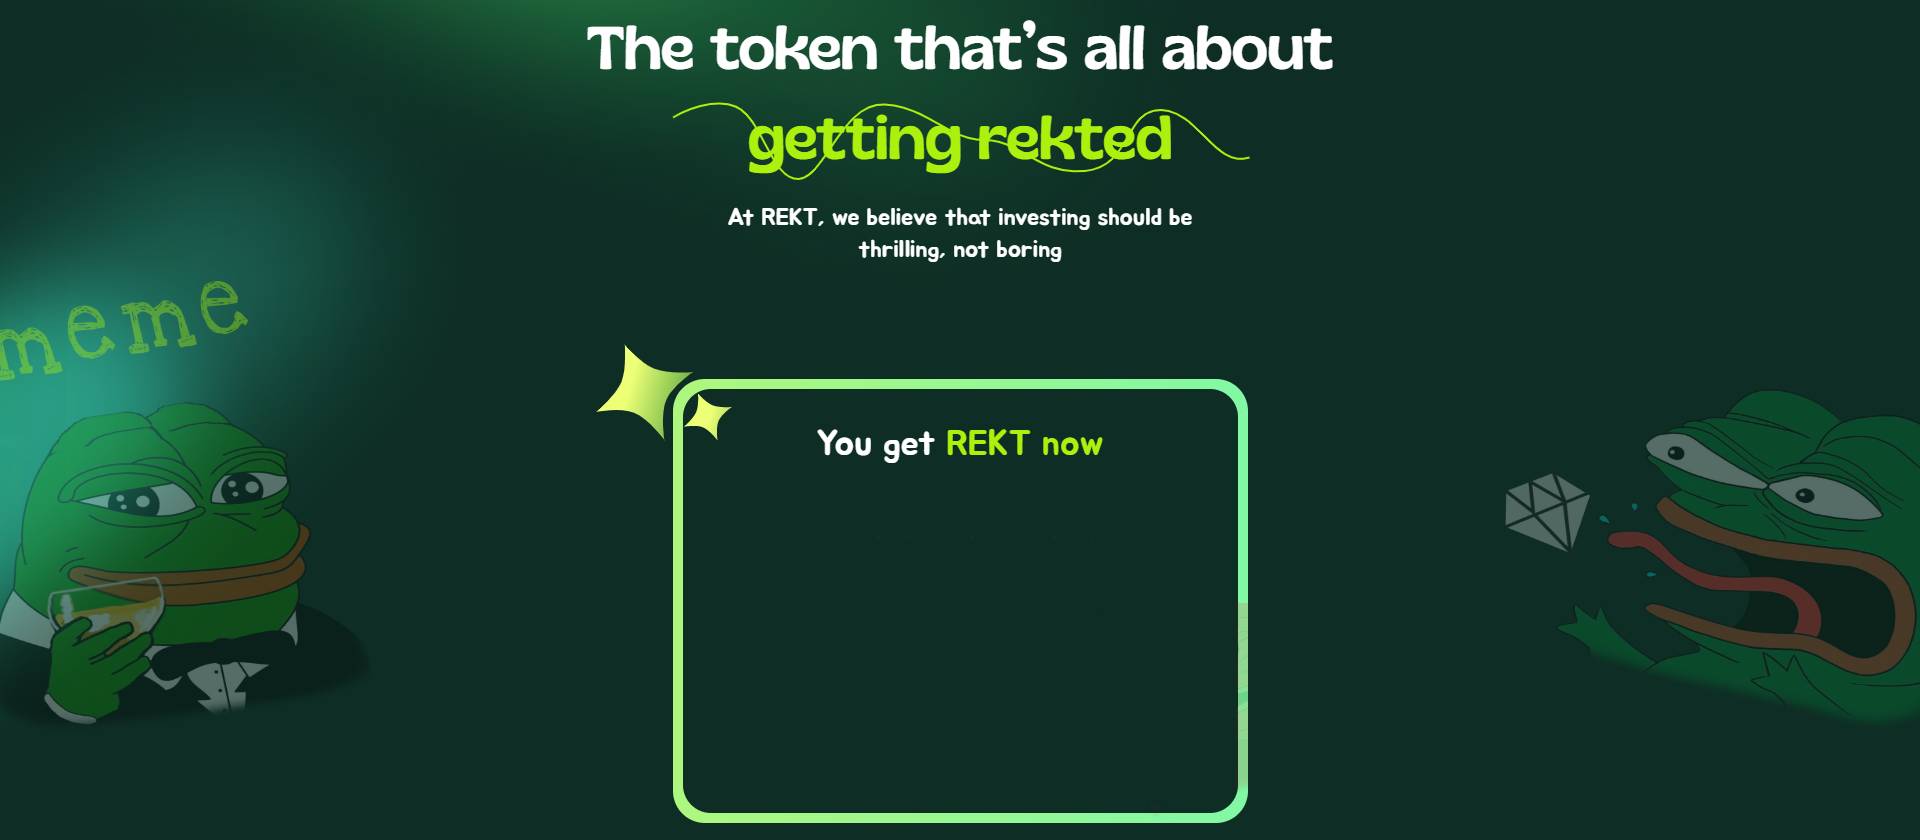 The token that's all about
getting rekted
At REKT, we believe that investing should be
thrilling, not boring
meme
You get REKT now